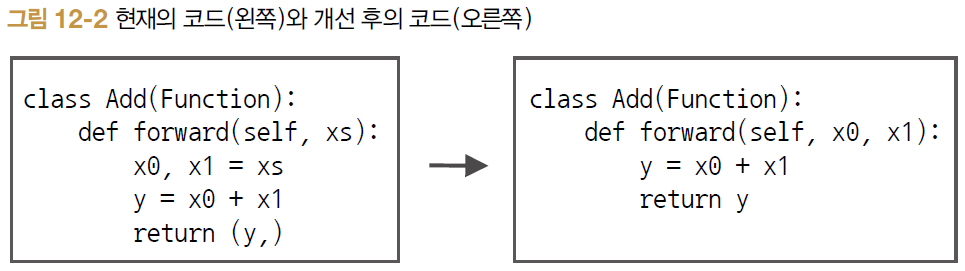 그림 12-2 현재의 코드(왼쪽)와 개선 후의 코드(오른쪽)
class Add(Function):
    def forward(self, xs):
        x0, x1 = xs
        y = x0 + x1
        return (y,)
class Add(Function):
    def forward(self, x0, x1):
        y = x0 + x1
        return y